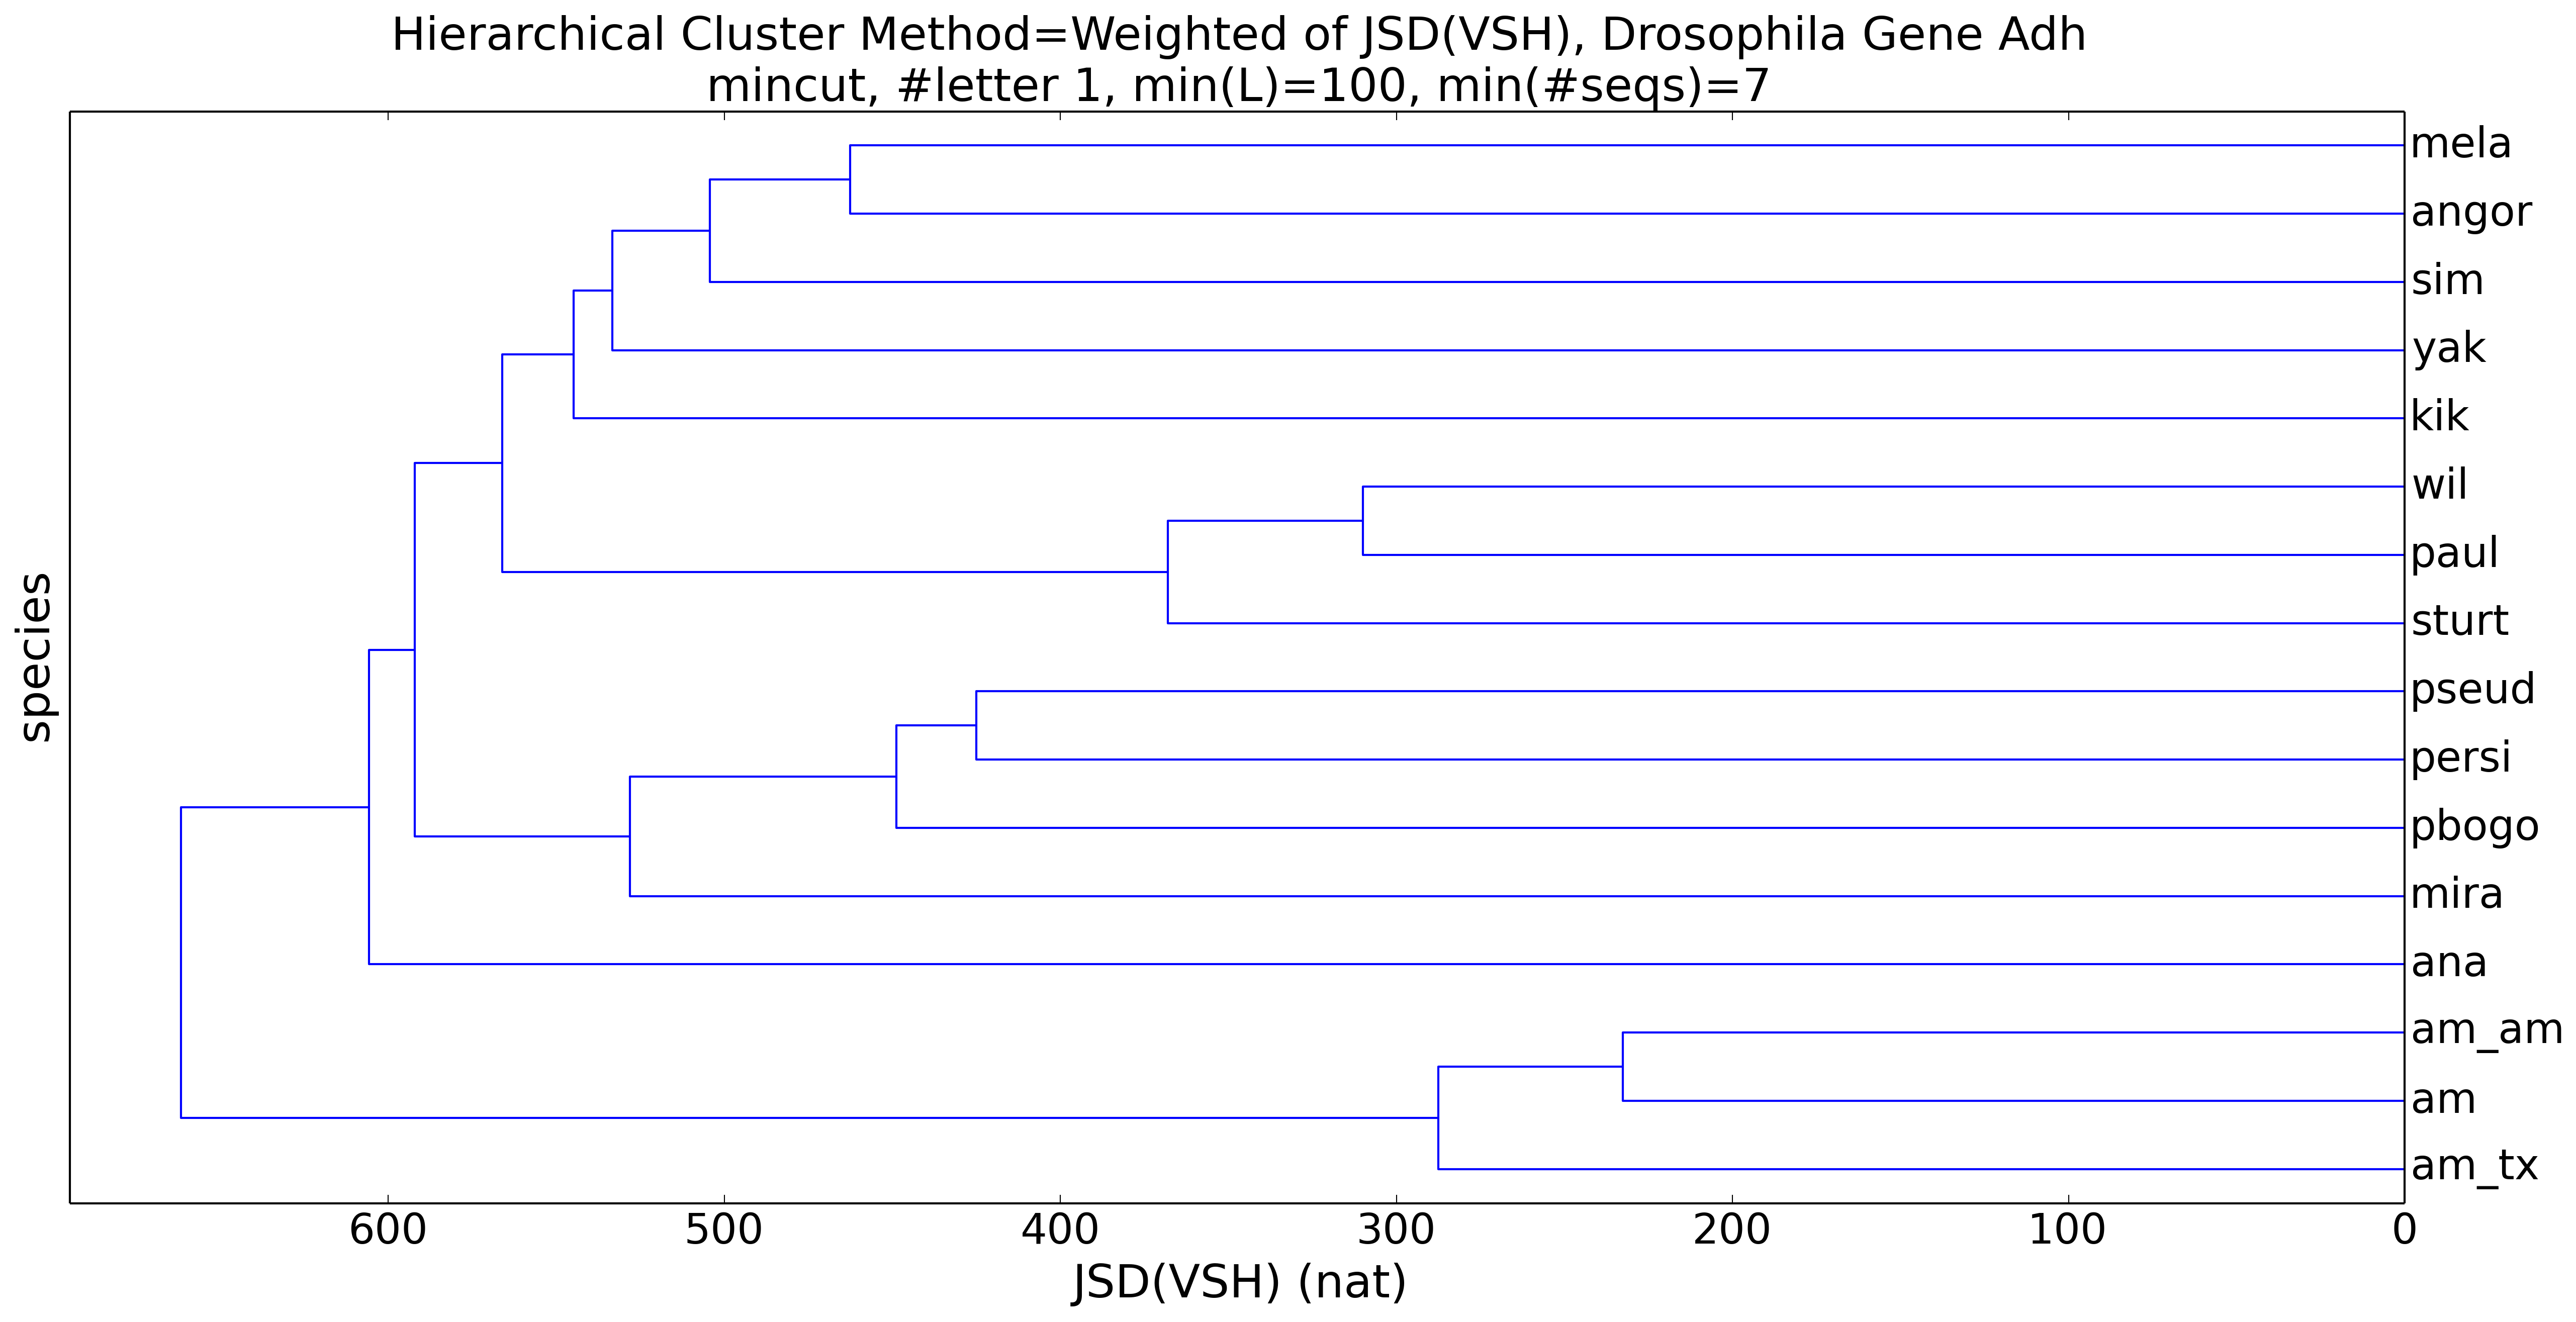 Hierarchical Cluster Method=Weighted of JSD(VSH), Drosophila Gene Adh
mincut, #letter 1, min(L)=100, min(#seqs)=7
mela
angor
sim
yak
kik
wil
paul
sturt
pseud
persi
pbogo
mira
ana
am_am
am
am_tx
species
600 500 400 300 200 100 0
JSD(VSH) (nat)